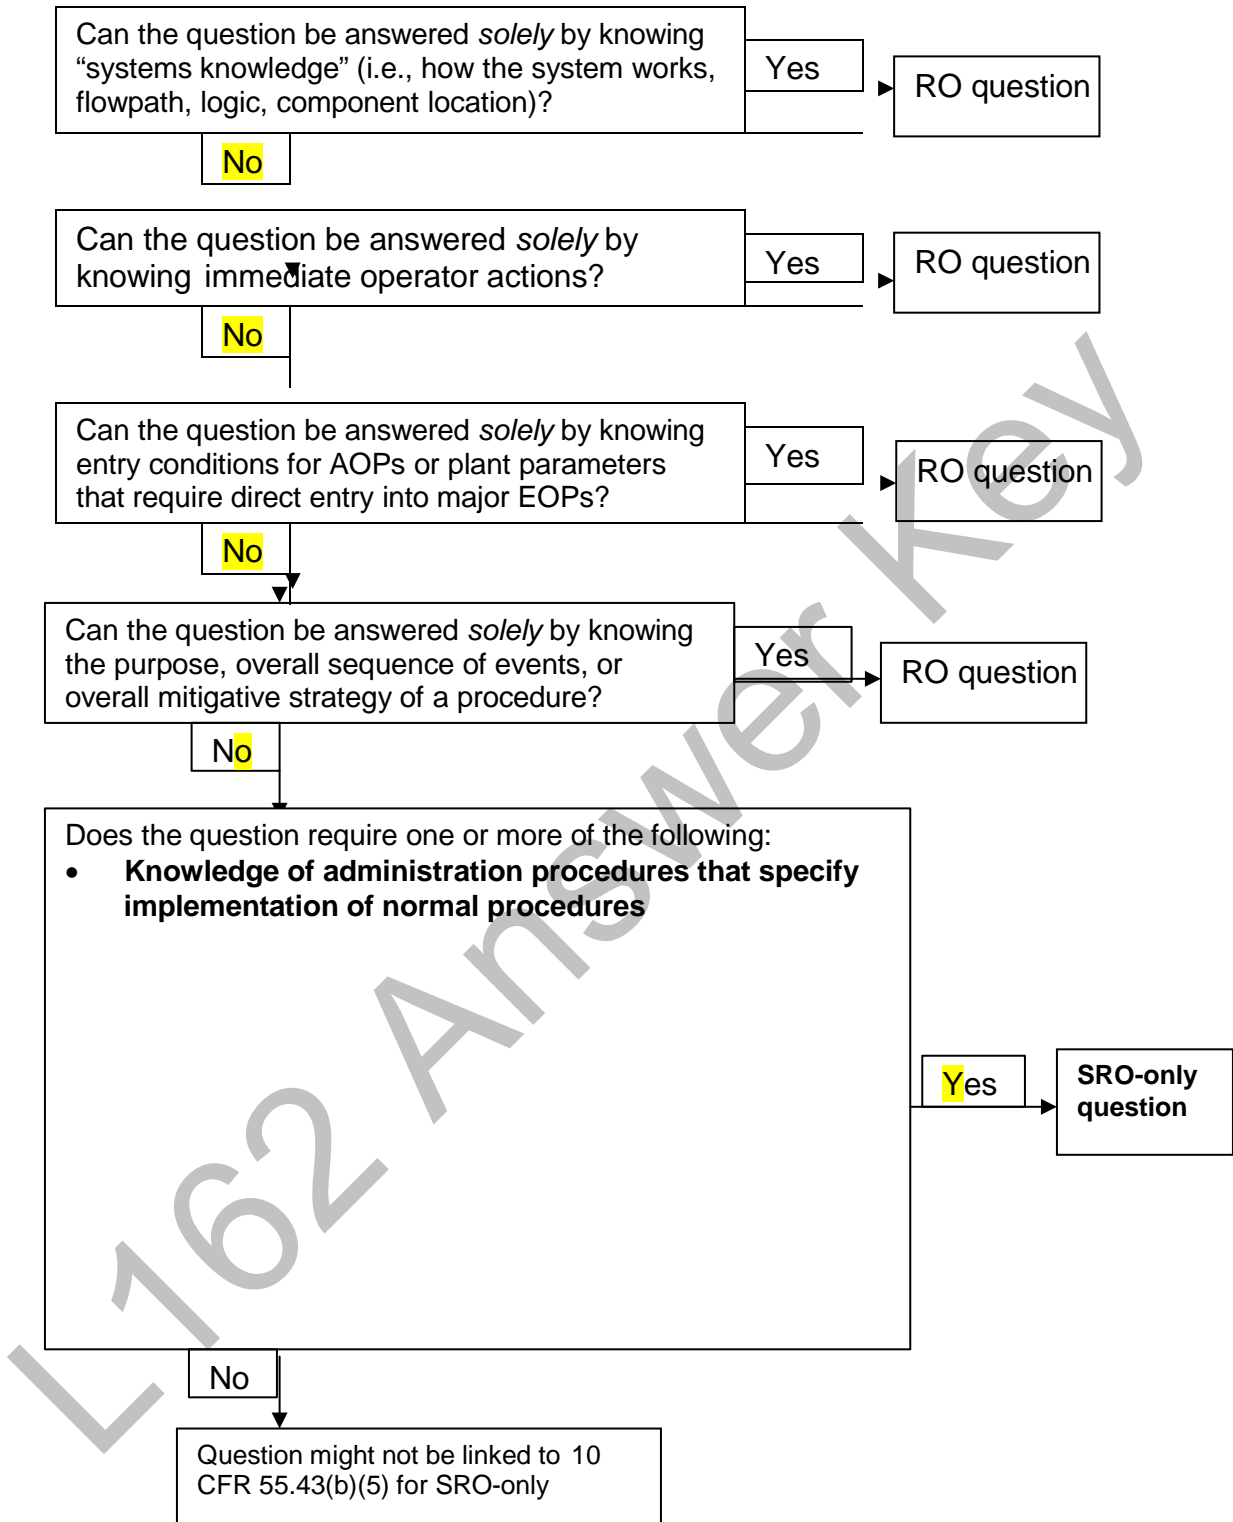 Can the question be answered solely by knowing
“systems knowledge” (i.e., how the system works,
flowpath, logic, component location)?
Yes
RO question
No
Can the question be answered solely by
knowing immediate operator actions?
Yes
RO question
No
Can the question be answered solely by knowing
entry conditions for AOPs or plant parameters
that require direct entry into major EOPs?
Yes
RO question
No
Can the question be answered solely by knowing
the purpose, overall sequence of events, or
overall mitigative strategy of a procedure?
Yes
RO question
No
Does the question require one or more of the following:
• Knowledge of administration procedures that specify
implementation of normal procedures
Yes
SRO-only
question
No
Question might not be linked to 10
CFR 55.43(b)(5) for SRO-only
L162 Answer Key